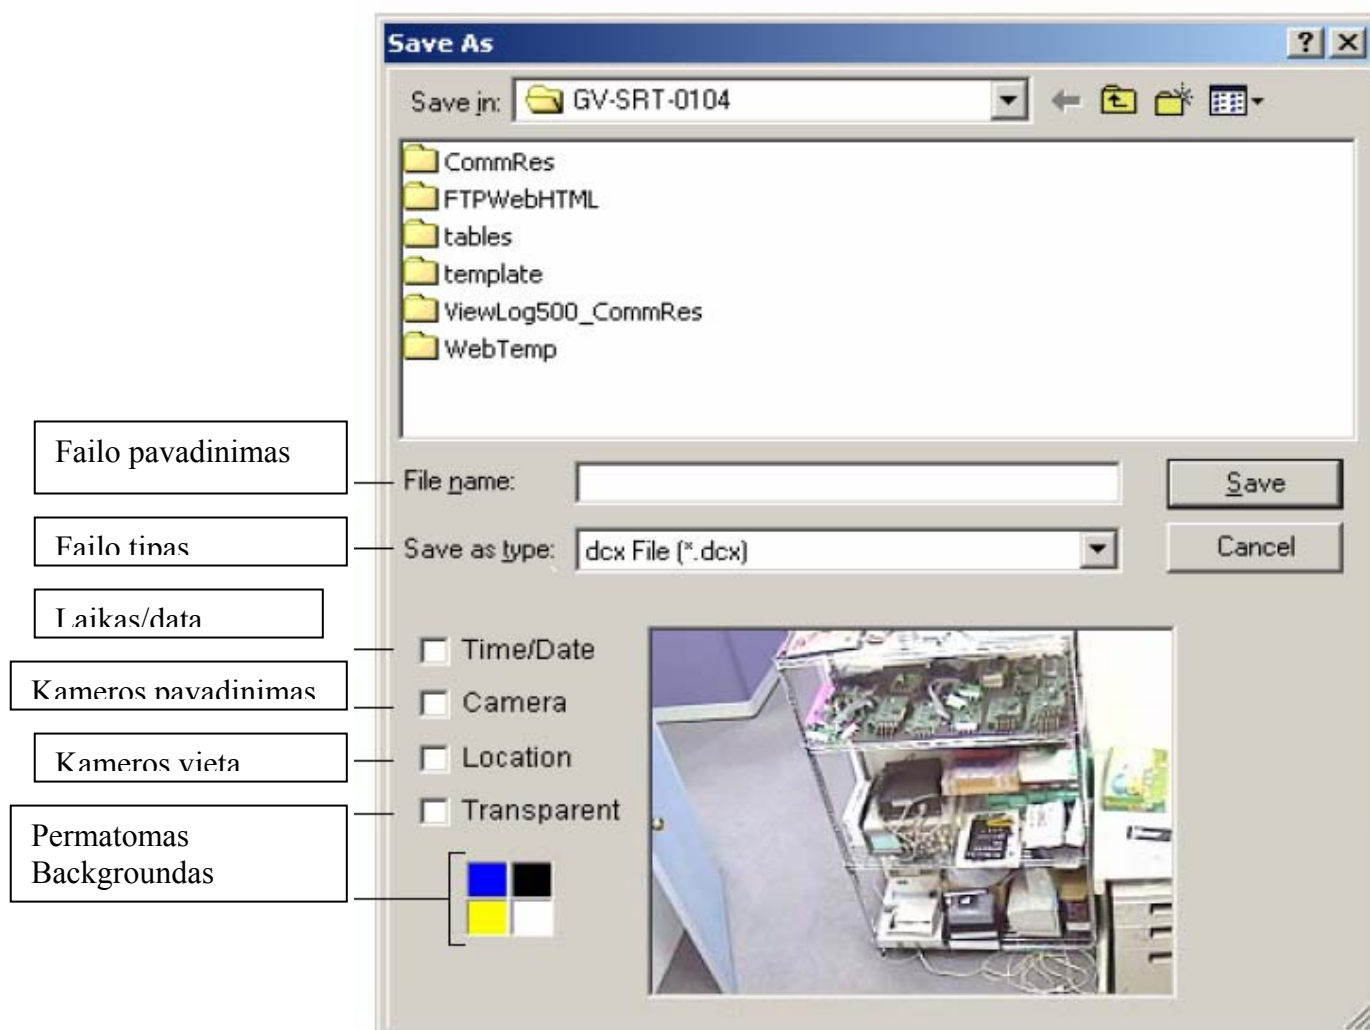 Save As
Save in: GV-SRT-0104
CommRes
FTPWebHTML
tables
template
ViewLog500_CommRes
WebTemp
Failo pavadinimas
File name:
Save
Failo tipas
Save as type: dcx File (*.dcx)
Cancel
Laikas/data
Time/Date
Kameros pavadinimas
Camera
Kameros vieta
Location
Permatomas
Backgroundas
Transparent